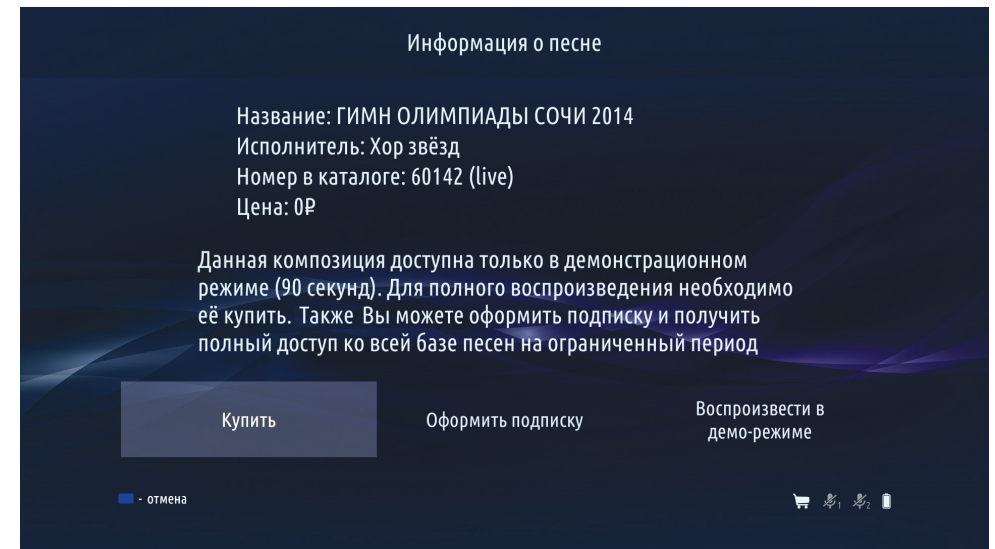 Информация о песне
Название: ГИМН ОЛИМПИАДЫ СОЧИ 2014
Исполнитель: Хор звёзд
Номер в каталоге: 60142 (live)
Цена: 0₽
Данная композиция доступна только в демонстрационном
режиме (90 секунд). Для полного воспроизведения необходимо
её купить. Также Вы можете оформить подписку и получить
полный доступ ко всей базе песен на ограниченный период
Купить
Оформить подписку
Воспроизвести в
демо-режиме
- отмена
1 2